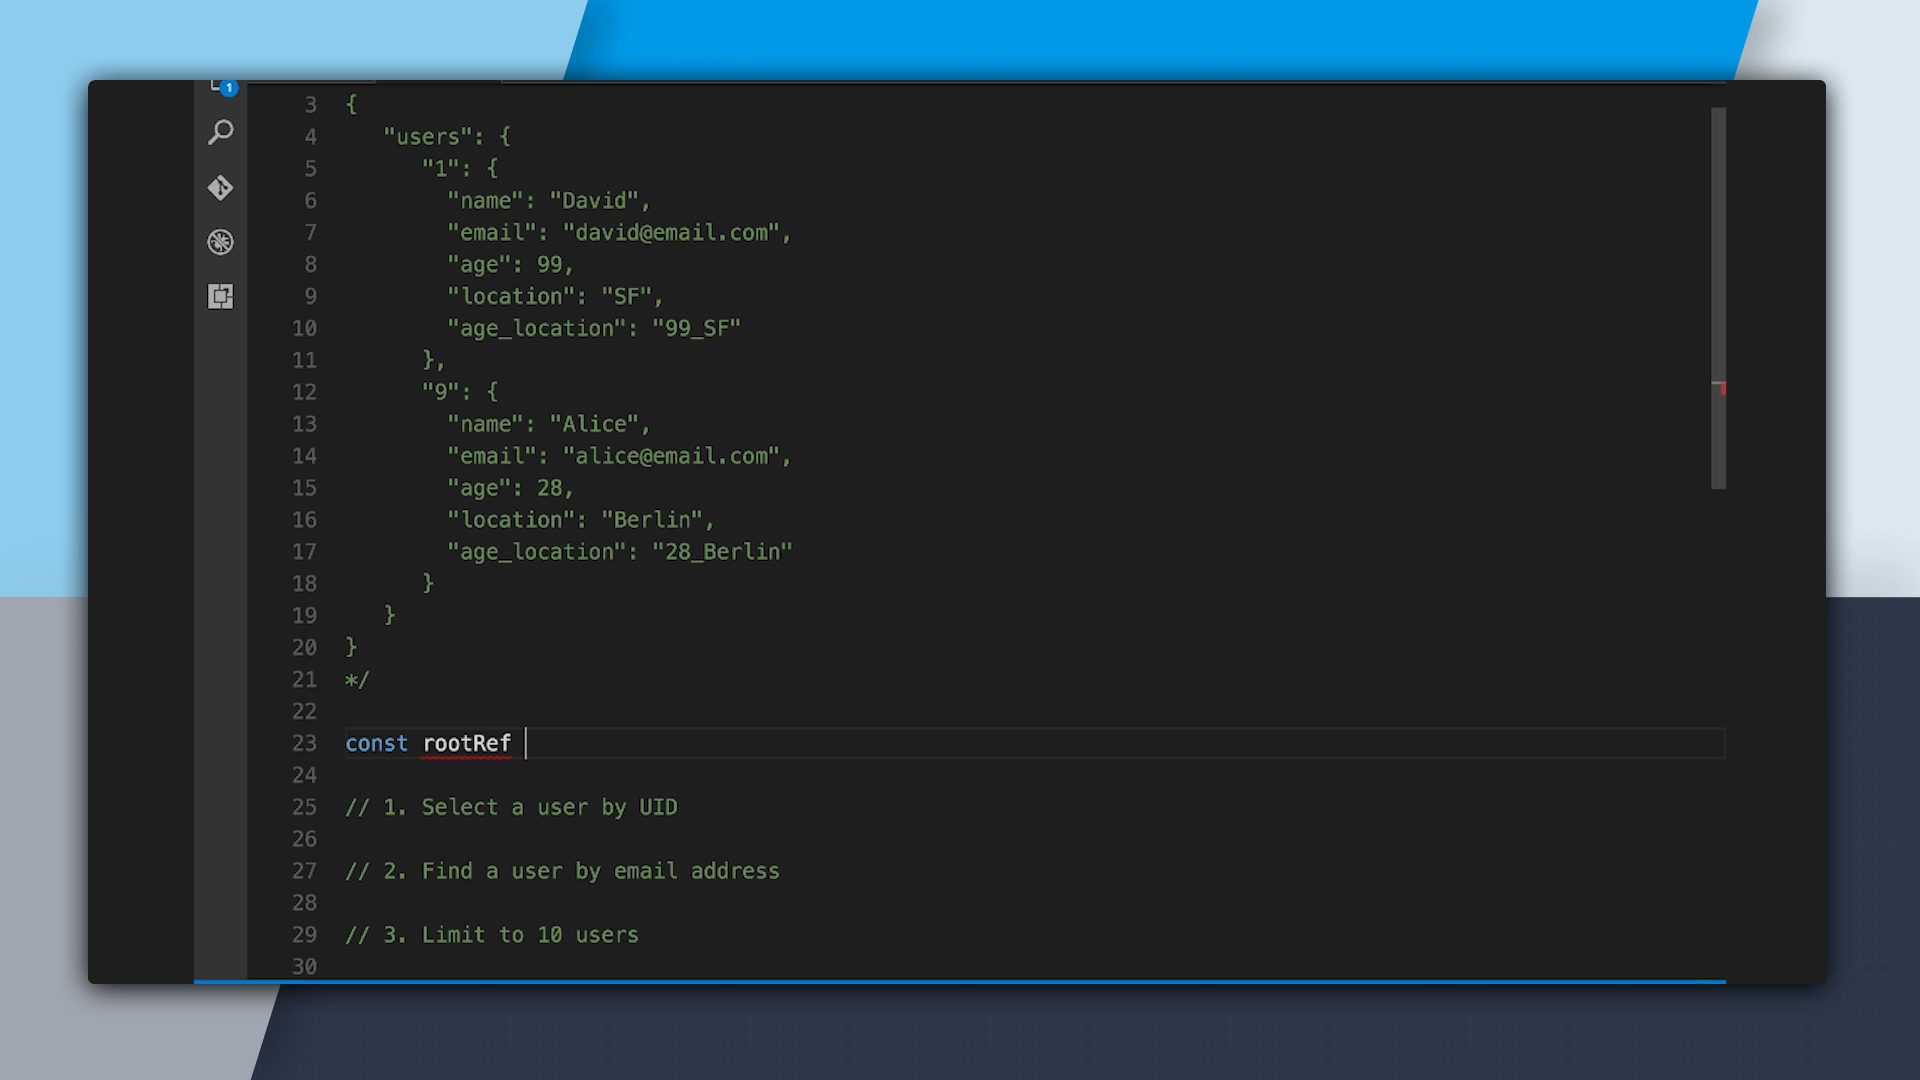 1
3 {
4 "users": {
5 "1": {
6 "name": "David",
7 "email": "david@email.com",
8 "age": 99,
9 "location": "SF",
10 "age_location": "99_SF"
11 },
12 "9": {
13 "name": "Alice",
14 "email": "alice@email.com",
15 "age": 28,
16 "location": "Berlin",
17 "age_location": "28_Berlin"
18 }
19 }
20 }
21 */
22
23 const rootRef
24
25 // 1. Select a user by UID
26
27 // 2. Find a user by email address
28
29 // 3. Limit to 10 users
30